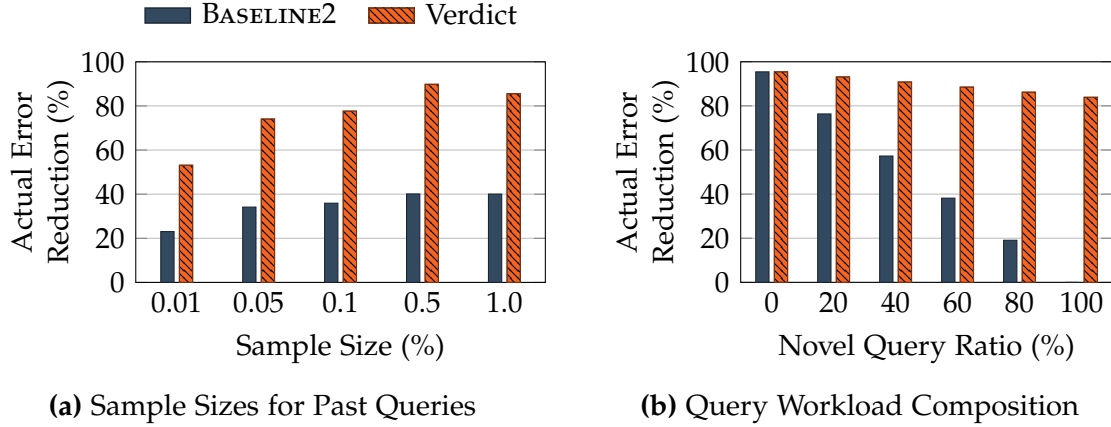 BASELINE2 Verdict
Actual Error
Reduction (%)
100
80
60
40
20
0
0.01 0.05 0.1 0.5 1.0
Sample Size (%)
(a) Sample Sizes for Past Queries
Actual Error
Reduction (%)
100
80
60
40
20
0
0 20 40 60 80 100
Novel Query Ratio (%)
(b) Query Workload Composition